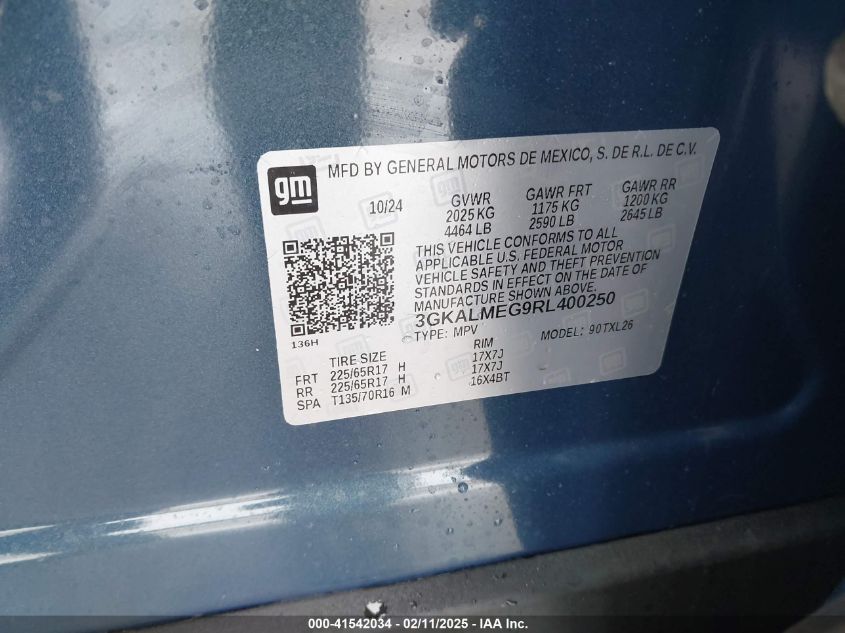 gm
MFD BY GENERAL MOTORS DE MEXICO, S. DE R.L. DE C.V.
10/24 GVWR GAWR FRT GAWR RR
2025 KG 1175 KG 1200 KG
4464 LB 2590 LB 2645 LB
THIS VEHICLE CONFORMS TO ALL
APPLICABLE U.S. FEDERAL MOTOR
VEHICLE SAFETY AND THEFT PREVENTION
STANDARDS IN EFFECT ON THE DATE OF
MANUFACTURE SHOWN ABOVE.
3GKALMEG9RL400250
TYPE: MPV MODEL: 90TXL26
136H
TIRE SIZE RIM
FRT 225/65R17 H 17X7J
RR 225/65R17 H 17X7J
SPA T135/70R16 M 16X4BT
000-41542034 - 02/11/2025 - IAAI.COM